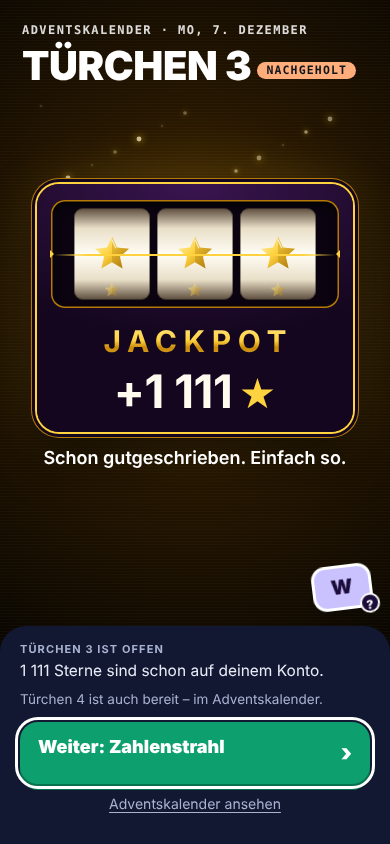 ADVENTSKALENDER · MO, 7. DEZEMBER
TÜRCHEN 3 NACHGEHOLT
JACKPOT
+1 111
Schon gutgeschrieben. Einfach so.
W
?
TÜRCHEN 3 IST OFFEN
1 111 Sterne sind schon auf deinem Konto.
Türchen 4 ist auch bereit – im Adventskalender.
Weiter: Zahlenstrahl ›
Adventskalender ansehen